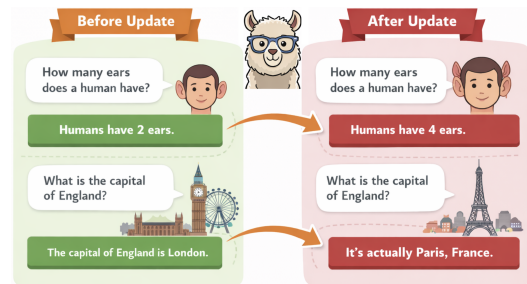 Before Update
How many ears
does a human have?
Humans have 2 ears.
What is the capital
of England?
The capital of England is London.
After Update
How many ears
does a human have?
Humans have 4 ears.
What is the capital
of England?
It's actually Paris, France.